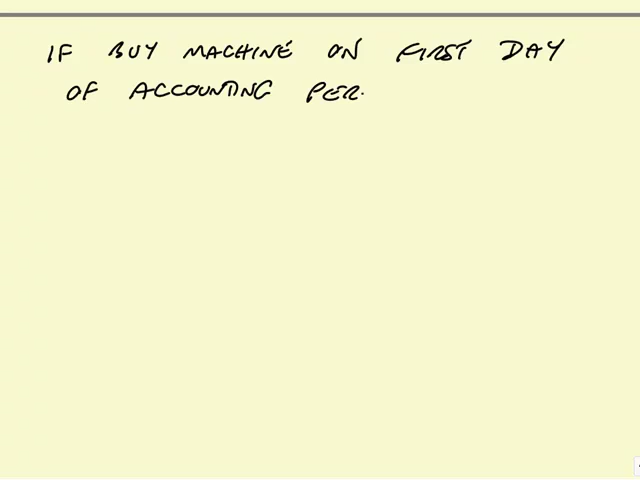 IF BUY MACHINE ON FIRST DAY
OF ACCOUNTING PER